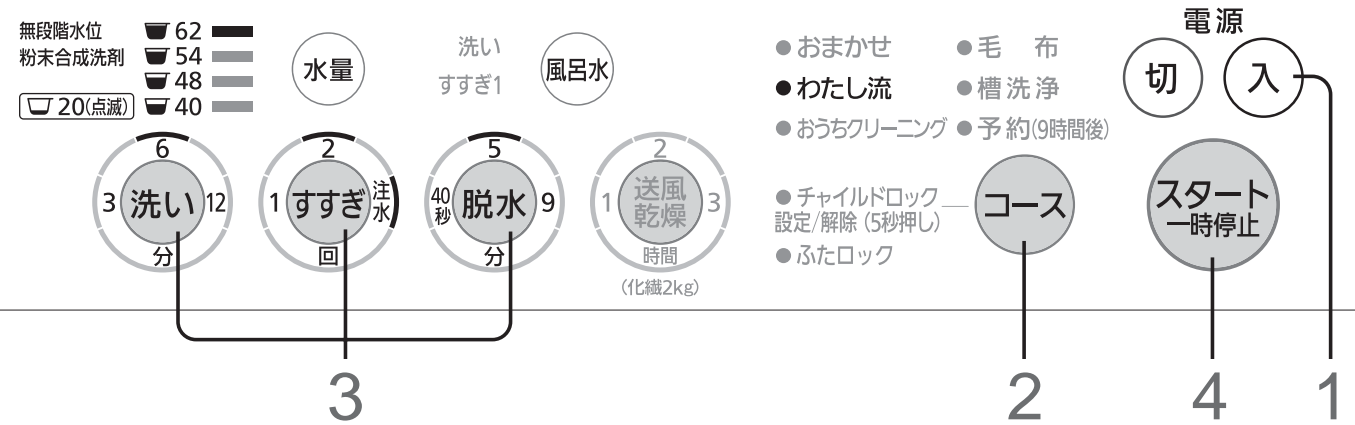 無段階水位 62
粉末合成洗剤 54
48
20(点滅) 40
水量
洗い
すすぎ1
風呂水
おまかせ
わたし流
おうちクリーニング
毛 布
槽洗浄
予約(9時間後)
電源
切
入
6
3 洗い 12
分
2
1 すすぎ 注水
回
5
40秒 脱水 9
分
2
1 送風乾燥 3
時間
(化繊2kg)
チャイルドロック
設定/解除 (5秒押し)
ふたロック
コース
スタート
一時停止
3
2
4
1